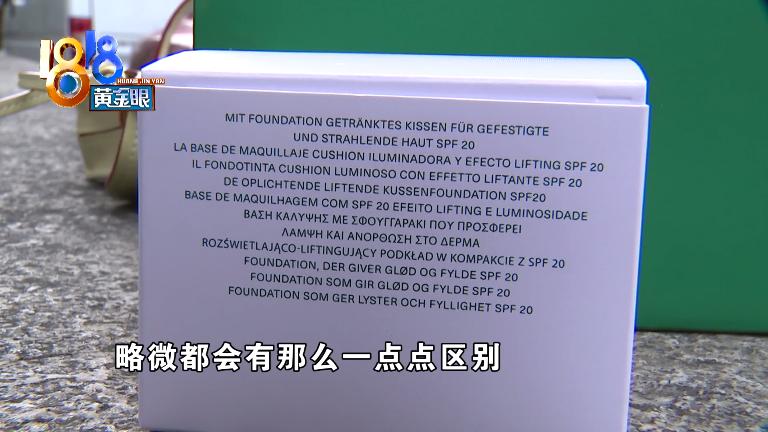 1818
HUANG JIN YAN
黄金眼
MIT FOUNDATION GETRÄNKTES KISSEN FÜR GEFESTIGTE
UND STRAHLENDE HAUT SPF 20
LA BASE DE MAQUILLAJE CUSHION ILUMINADORA Y EFECTO LIFTING SPF 20
IL FONDOTINTA CUSHION LUMINOSO CON EFFETTO LIFTANTE SPF 20
DE OPLICHTENDE LIFTENDE KUSSENFOUNDATION SPF20
BASE DE MAQUILHAGEM COM SPF 20 EFEITO LIFTING E LUMINOSIDADE
ΒΑΣΗ ΚΑΛΥΨΗΣ ΜΕ ΣΦΟΥΓΓΑΡΑΚΙ ΠΟΥ ΠΡΟΣΦΕΡΕΙ
ΛΑΜΨΗ ΚΑΙ ΑΝΟΡΘΩΣΗ ΣΤΟ ΔΕΡΜΑ
ROZŚWIETLAJĄCO-LIFTINGUJĄCY PODKŁAD W KOMPAKCIE Z SPF 20
FOUNDATION, DER GIVER GLØD OG FYLDE SPF 20
FOUNDATION SOM GIR GLØD OG FYLDE SPF 20
FOUNDATION SOM GER LYSTER OCH FYLLIGHET SPF 20
略微都会有那么一点点区别